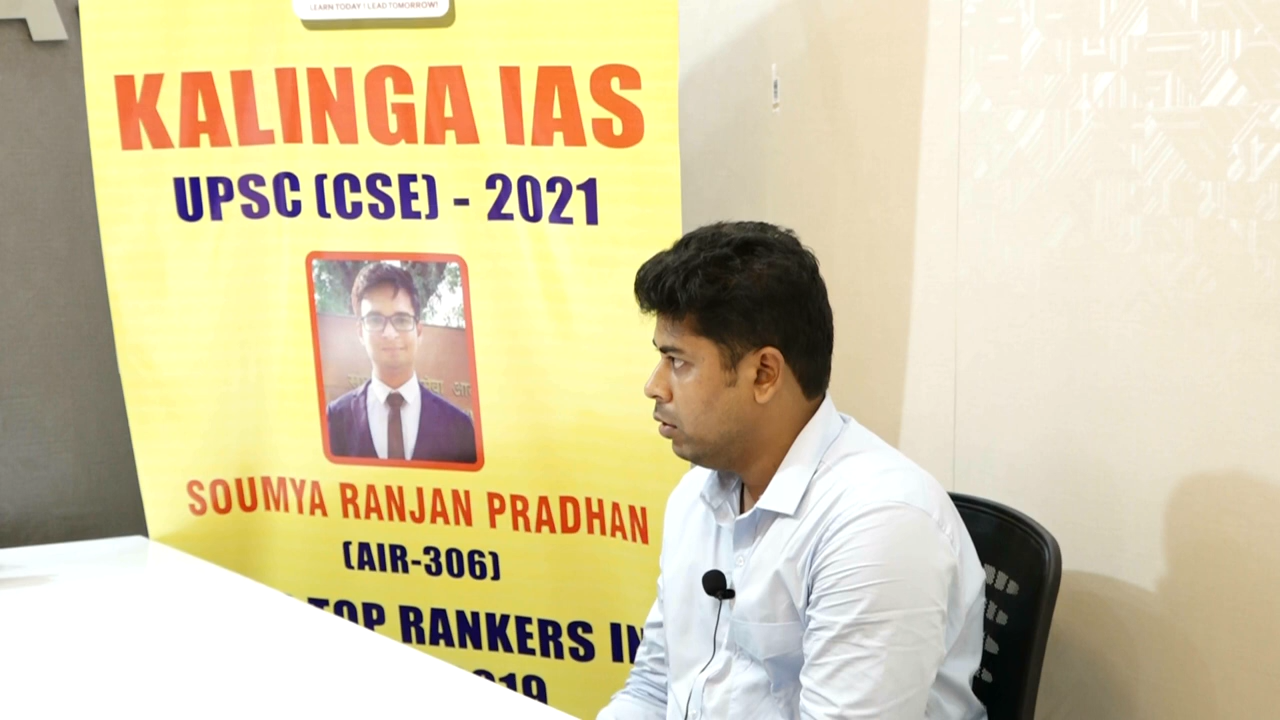 LEARN TODAY ! LEAD TOMORROW!
KALINGA IAS
UPSC (CSE) - 2021
SOUMYA RANJAN PRADHAN
(AIR-306)
TOP RANKERS IN